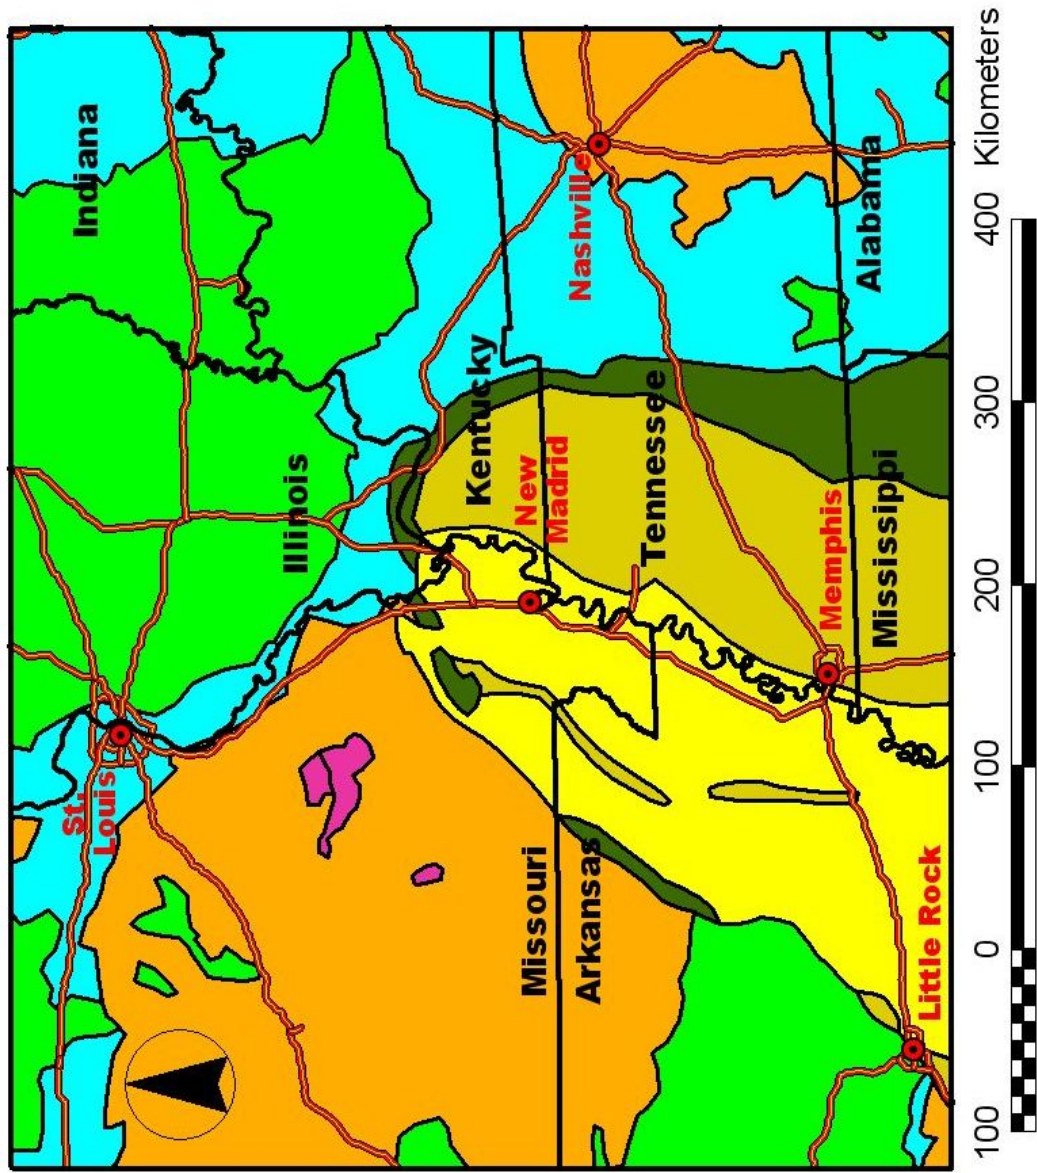 Indiana
St.
Louis
Illinois
Kentucky
Nashville
New
Madrid
Missouri
Arkansas
Tennessee
Memphis
Alabama
Mississippi
Little Rock
100 0 100 200 300 400 Kilometers